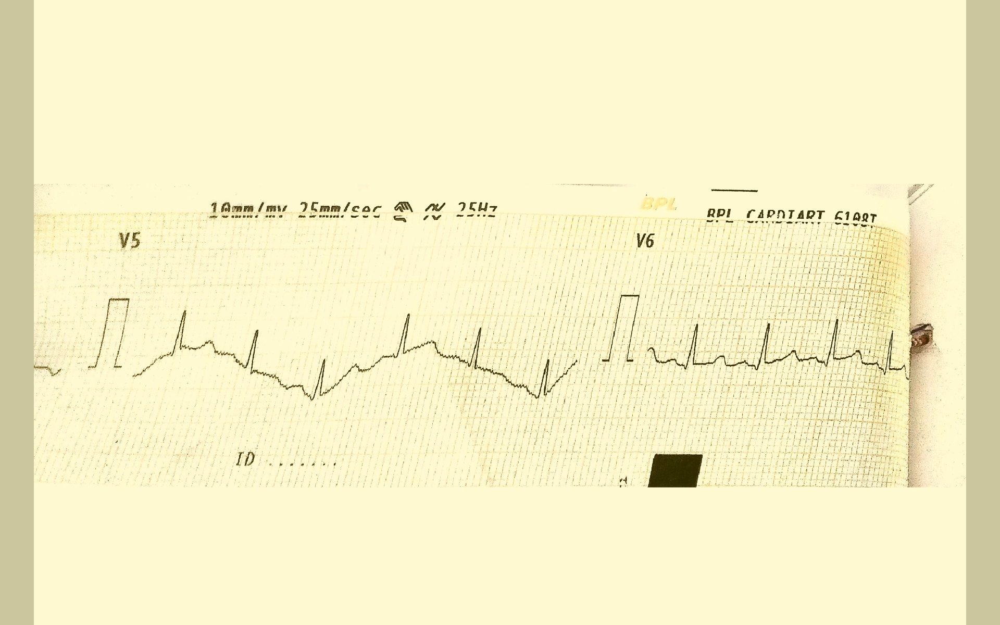 10mm/mv 25mm/sec 25Hz
BPL
BPL CARDIART 6108T
V5
V6
ID .......